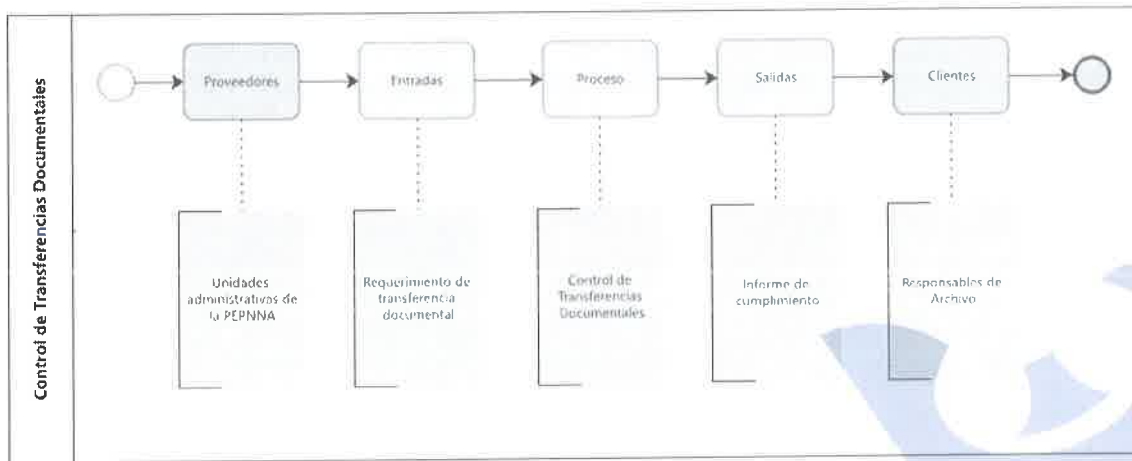 Control de Transferencias Documentales
Proveedores
Entradas
Proceso
Salidas
Clientes
Unidades
administrativos de
la PEPNNA
Requerimiento de
transferencia
documental
Control de
Transferencias
Documentales
Informe de
cumplimiento
Responsables de
Archivo